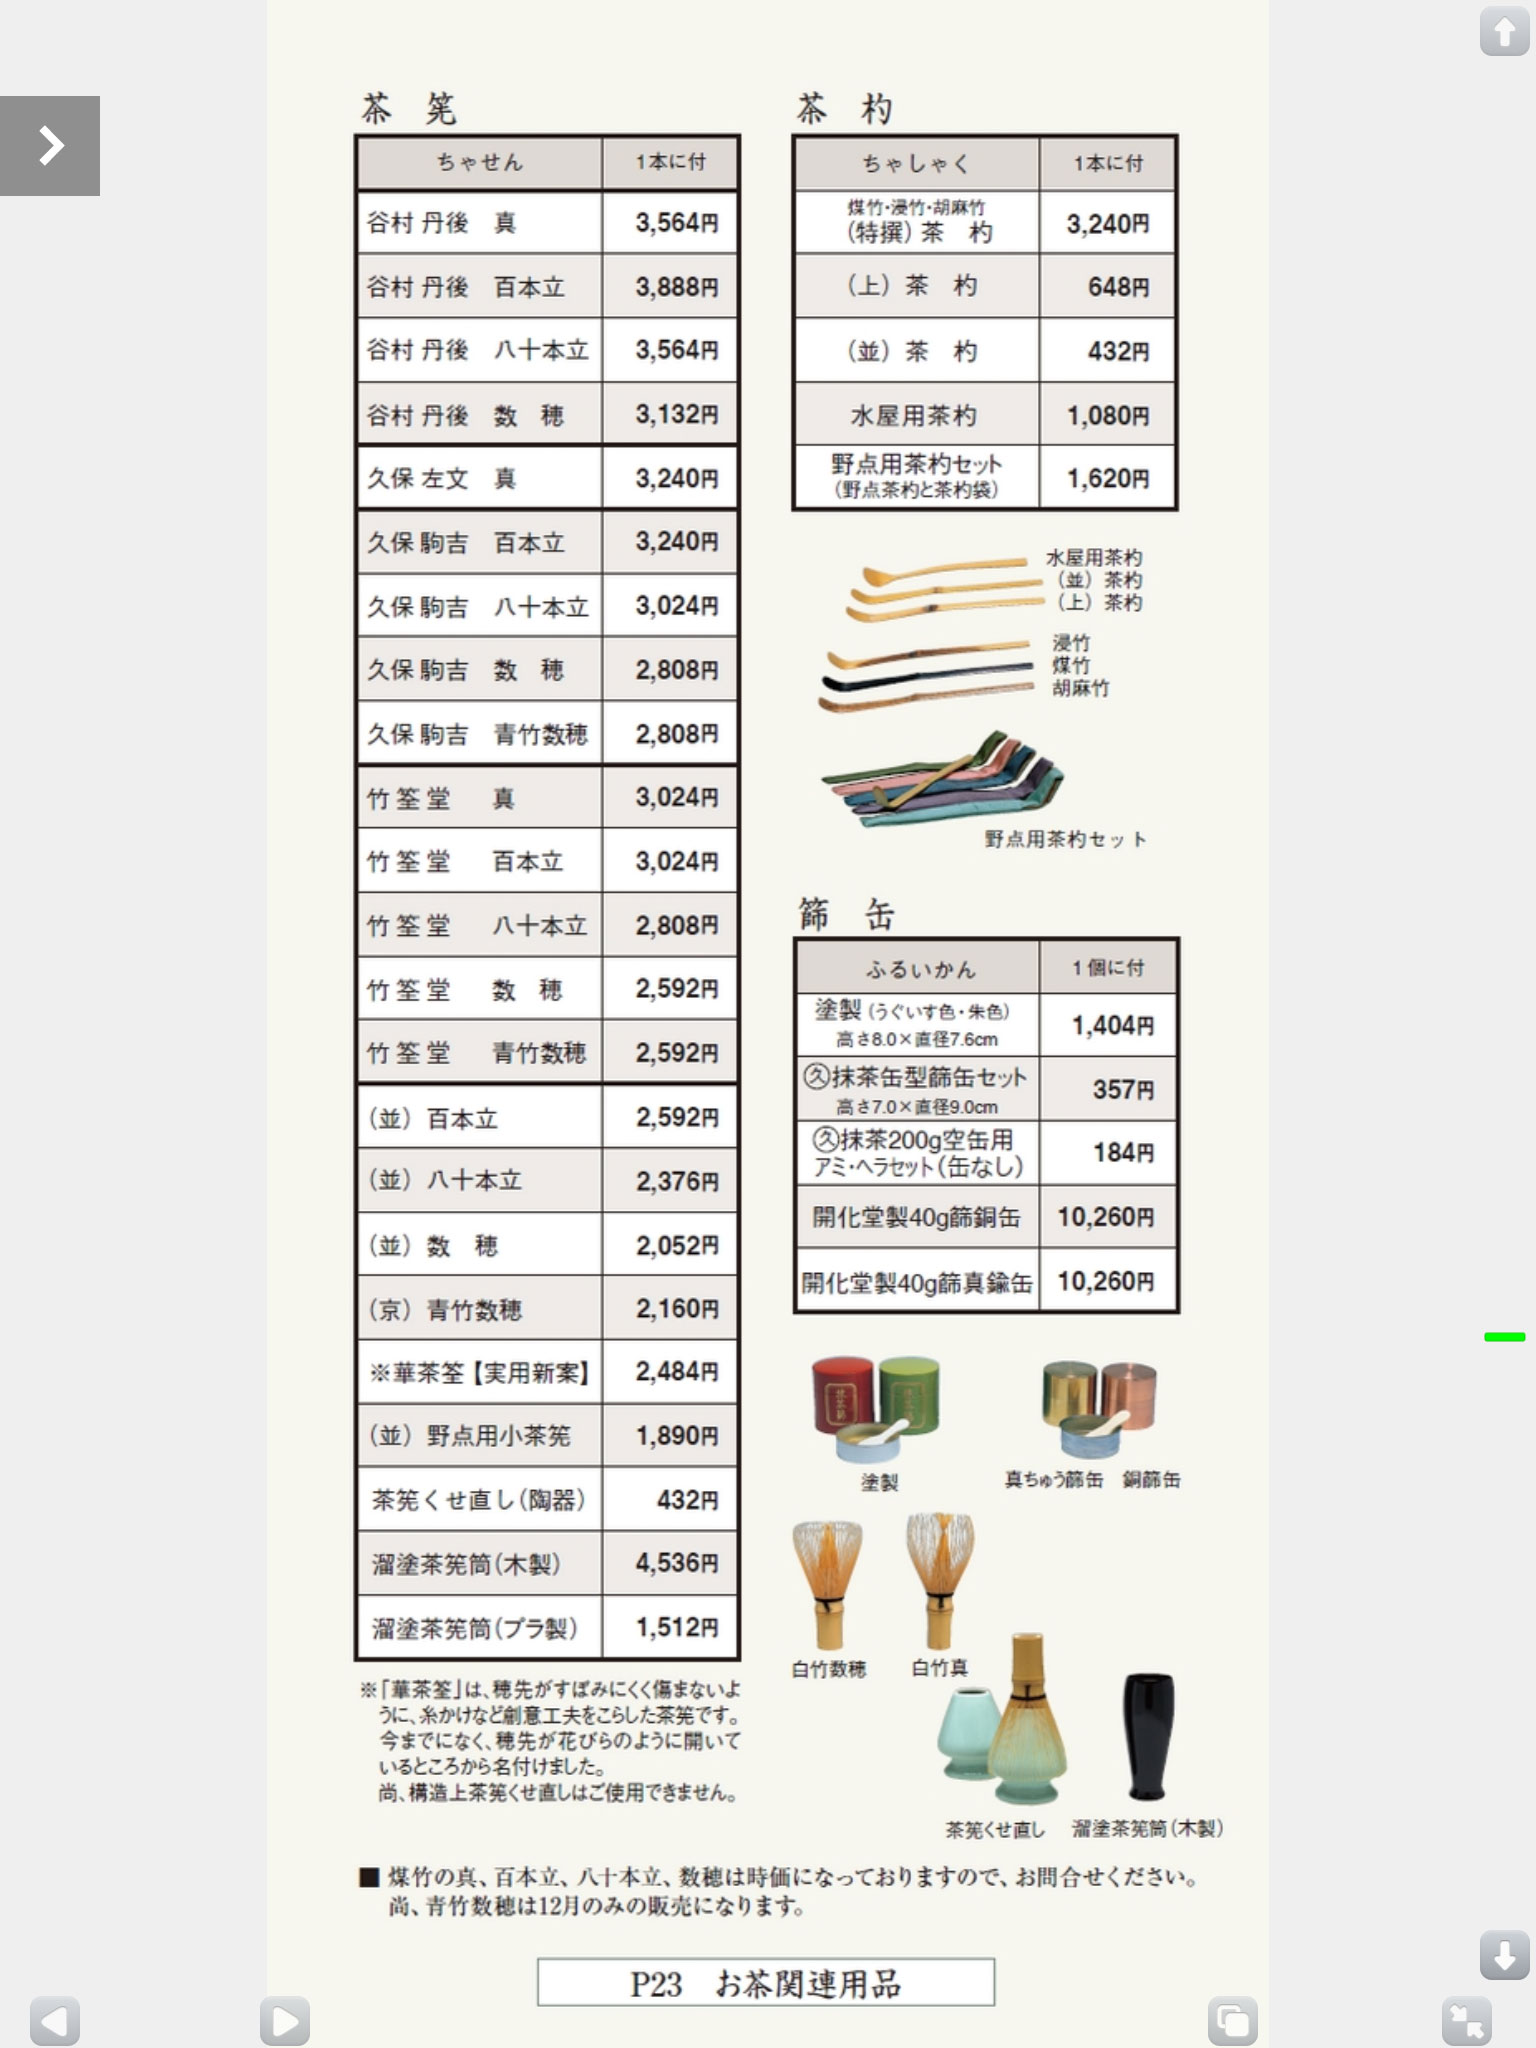 茶 筅
ちゃせん 1本に付
谷村 丹後 真 3,564円
谷村 丹後 百本立 3,888円
谷村 丹後 八十本立 3,564円
谷村 丹後 数 穂 3,132円
久保 左文 真 3,240円
久保 駒吉 百本立 3,240円
久保 駒吉 八十本立 3,024円
久保 駒吉 数 穂 2,808円
久保 駒吉 青竹数穂 2,808円
竹 筌 堂 真 3,024円
竹 筌 堂 百本立 3,024円
竹 筌 堂 八十本立 2,808円
竹 筌 堂 数 穂 2,592円
竹 筌 堂 青竹数穂 2,592円
(並) 百本立 2,592円
(並) 八十本立 2,376円
(並) 数 穂 2,052円
(京) 青竹数穂 2,160円
※華茶筌【実用新案】 2,484円
(並) 野点用小茶筅 1,890円
茶筅くせ直し(陶器) 432円
溜塗茶筅筒(木製) 4,536円
溜塗茶筅筒(プラ製) 1,512円
※「華茶筌」は、穂先がすぼみにくく傷まないよ
うに、糸かけなど創意工夫をこらした茶筅です。
今までになく、穂先が花びらのように開いて
いるところから名付けました。
尚、構造上茶筅くせ直しはご使用できません。
茶 杓
ちゃしゃく 1本に付
煤竹・浸竹・胡麻竹
(特撰) 茶 杓 3,240円
(上) 茶 杓 648円
(並) 茶 杓 432円
水屋用茶杓 1,080円
野点用茶杓セット 1,620円
(野点茶杓と茶杓袋)
水屋用茶杓
(並) 茶杓
(上) 茶杓
浸竹
煤竹
胡麻竹
野点用茶杓セット
篩 缶
ふるいかん 1個に付
塗製 (うぐいす色・朱色) 1,404円
高さ8.0×直径7.6cm
㊋抹茶缶型篩缶セット 357円
高さ7.0×直径9.0cm
抹茶200g空缶用 184円
アミ・ヘラセット(缶なし)
開化堂製40g篩銅缶 10,260円
開化堂製40g篩真鍮缶 10,260円
塗製
真ちゅう篩缶 銅篩缶
白竹数穂 白竹真
茶筅くせ直し 溜塗茶筅筒(木製)
■ 煤竹の真、百本立、八十本立、数穂は時価になっておりますので、お問合せください。
尚、青竹数穂は12月のみの販売になります。
P23 お茶関連用品